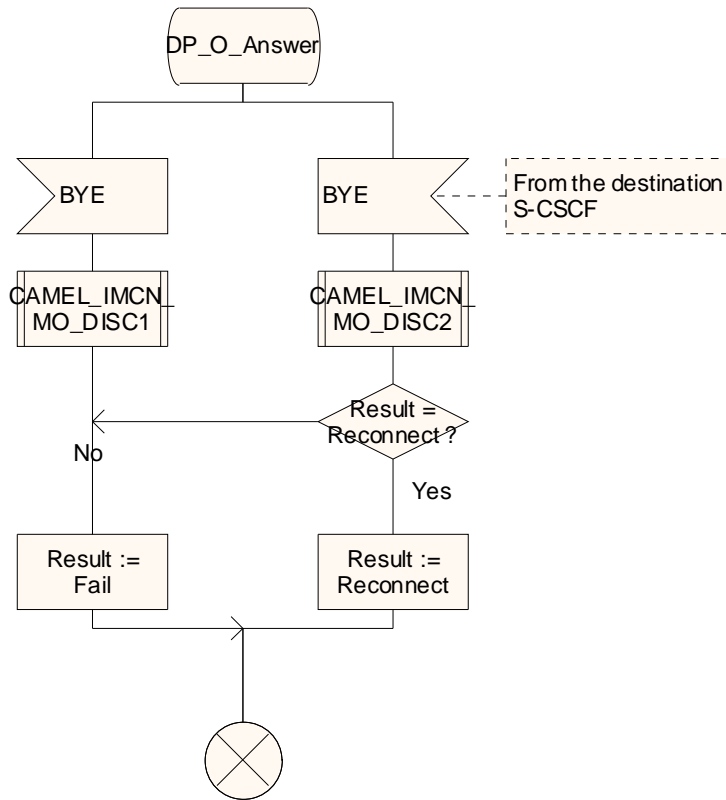 DP_O_Answer
BYE
BYE
From the destination
S-CSCF
CAMEL_IMCN_
MO_DISC1
CAMEL_IMCN_
MO_DISC2
Result =
Reconnect ?
No
Yes
Result :=
Fail
Result :=
Reconnect